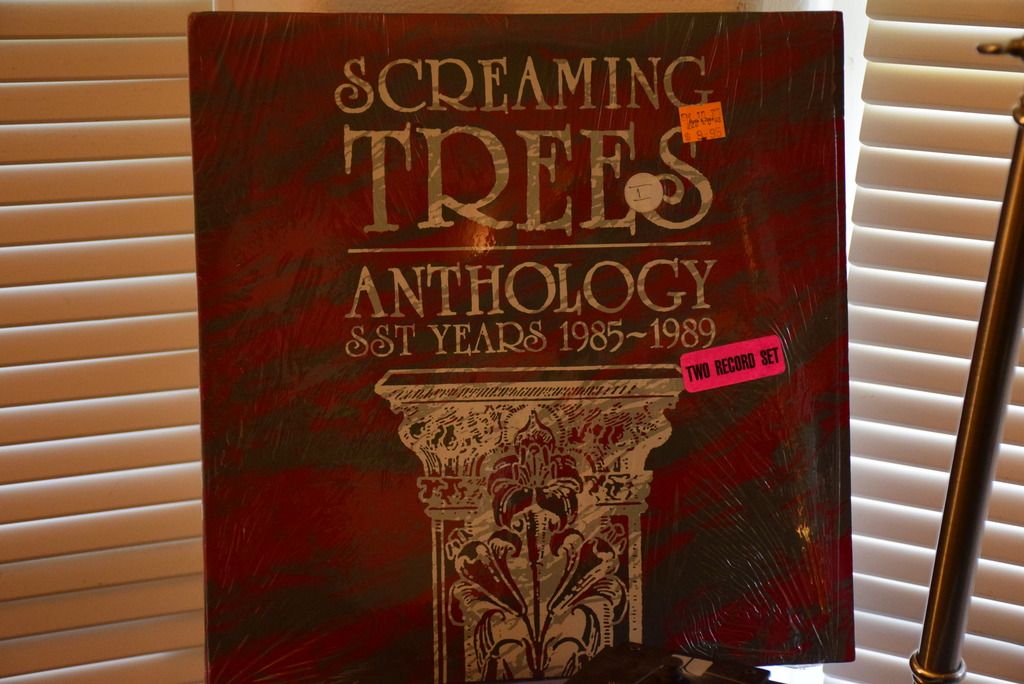 SCREAMING
TREES
ANTHOLOGY
SST YEARS 1985~1989
TWO RECORD SET